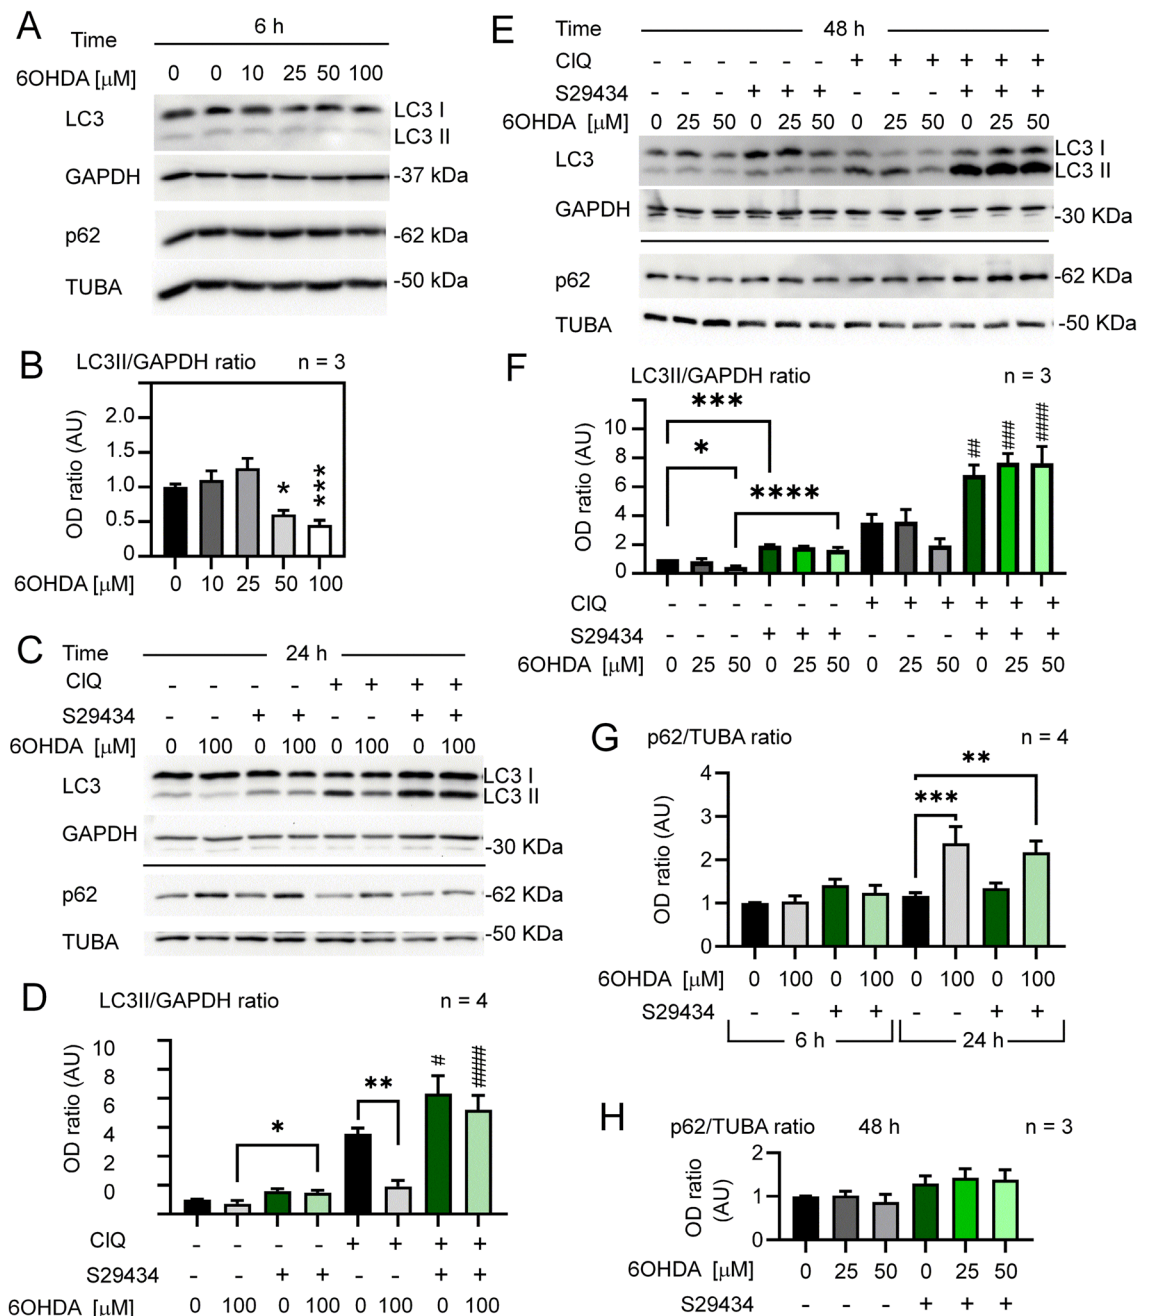 A
Time
6 h
6OHDA [μM]
0 0 10 25 50 100
LC3
LC3 I
LC3 II
GAPDH
-37 kDa
p62
-62 kDa
TUBA
-50 kDa
B
LC3II/GAPDH ratio n = 3
OD ratio (AU)
2.0
1.5
1.0
0.5
0
*
***
6OHDA [μM] 0 10 25 50 100
C
Time 24 h
ClQ - - - - + + + +
S29434 - - + + - - + +
6OHDA [μM] 0 100 0 100 0 100 0 100
LC3
LC3 I
LC3 II
GAPDH
-30 KDa
p62
-62 KDa
TUBA
-50 KDa
D
LC3II/GAPDH ratio n = 4
OD ratio (AU)
10
8
6
4
2
0
*
**
#
####
ClQ - - - - + + + +
S29434 - - + + - - + +
6OHDA [μM] 0 100 0 100 0 100 0 100
E
Time 48 h
ClQ - - - - - - + + + + + +
S29434 - - - + + + - - - + + +
6OHDA [μM] 0 25 50 0 25 50 0 25 50 0 25 50
LC3
LC3 I
LC3 II
GAPDH
-30 KDa
p62
-62 KDa
TUBA
-50 KDa
F
LC3II/GAPDH ratio n = 3
OD ratio (AU)
10
8
6
4
2
0
***
*
****
##
###
####
ClQ - - - - - - + + + + + +
S29434 - - - + + + - - - + + +
6OHDA [μM] 0 25 50 0 25 50 0 25 50 0 25 50
G
p62/TUBA ratio n = 4
OD ratio (AU)
4
3
2
1
0
**
***
6OHDA [μM] 0 100 0 100 0 100 0 100
S29434 - - + + - - + +
6 h 24 h
H
p62/TUBA ratio 48 h n = 3
OD ratio
(AU)
2
1
0
6OHDA [μM] 0 25 50 0 25 50
S29434 - - - + + +